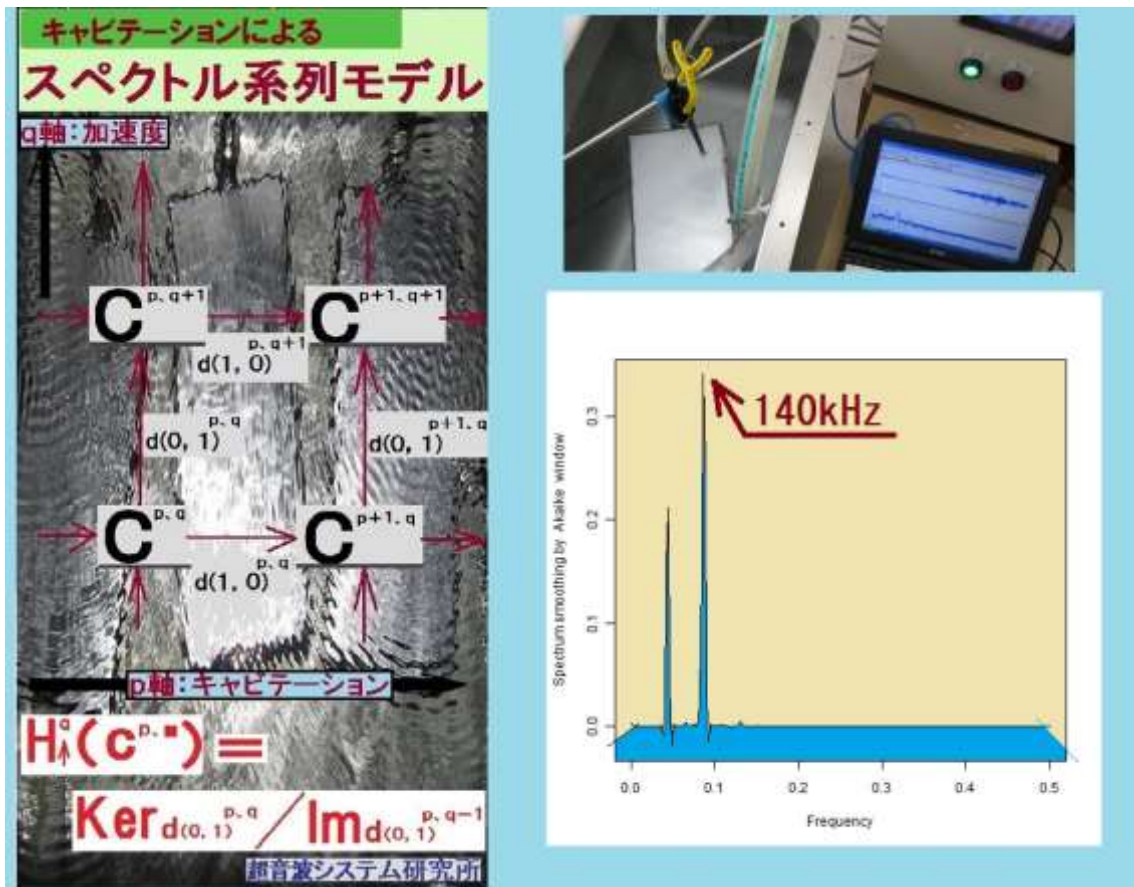 キャビテーションによる
スペクトル系列モデル
q軸:加速度
C p、q+1
C p+1、q+1
d(1, 0) p、q+1
d(0, 1) p、q
d(0, 1) p+1、q
C p、q
C p+1、q
d(1, 0) p、q
p軸:キャビテーション
H q ↑ (C p、■) =
Ker d(0, 1) p、q / Im d(0, 1) p、q-1
超音波システム研究所
140kHz
Spectrum smoothing by Akaike window
0.0 0.1 0.2 0.3
0.0 0.1 0.2 0.3 0.4 0.5
Frequency